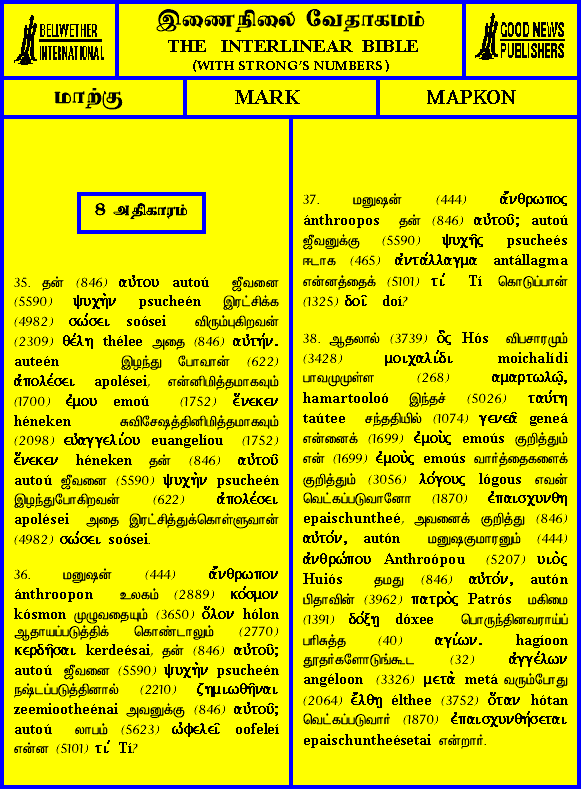 BELLWETHER
INTERNATIONAL
இணைநிலை வேதாகமம்
THE INTERLINEAR BIBLE
(WITH STRONG'S NUMBERS)
GOOD NEWS
PUBLISHERS
மாற்கு
MARK
ΜΑΡΚΟΝ
8 அதிகாரம்
35. தன் (846) αὐτου autoú ஜீவனை
(5590) ψυχὴν psucheén இரட்சிக்க
(4982) σώσει soósei விரும்புகிறவன்
(2309) θέλη thélee அதை (846) αὐτήν.
auteén இழந்து போவான் (622)
ἀπολέσει apolései, என்னிமித்தமாகவும்
(1700) ἐμου emoú (1752) ἕνεκεν
héneken சுவிசேஷத்தினிமித்தமாகவும்
(2098) εὐαγγελίου euangelíou (1752)
ἕνεκεν héneken தன் (846) αὐτοῦ
autoú ஜீவனை (5590) ψυχὴν psucheén
இழந்துபோகிறவன் (622) ἀπολέσει
apolései அதை இரட்சித்துக்கொள்ளுவான்
(4982) σώσει soósei.
36. மனுஷன் (444) ἄνθρωπον
ánthroopon உலகம் (2889) κόσμον
kósmon முழுவதையும் (3650) ὅλον hólon
ஆதாயப்படுத்திக் கொண்டாலும் (2770)
κερδῆσαι kerdeésai, தன் (846) αὐτοῦ;
autoú ஜீவனை (5590) ψυχὴν psucheén
நஷ்டப்படுத்தினால் (2210) ζημιωθῆναι
zeemiootheénai அவனுக்கு (846) αὐτοῦ;
autoú லாபம் (5623) ὠφελεῖ oofeleí
என்ன (5101) τί Tí?
37. மனுஷன் (444) ἄνθρωπος
ánthroopos தன் (846) αὐτοῦ; autoú
ஜீவனுக்கு (5590) ψυχῆς psucheés
ஈடாக (465) ἀντάλλαγμα antállagma
என்னத்தைக் (5101) τί Tí கொடுப்பான்
(1325) δοῖ doí?
38. ஆதலால் (3739) ὃς Hós விபசாரமும்
(3428) μοιχαλίδι moichalídi
பாவமுமுள்ள (268) αμαρτωλῷ,
hamartooloó இந்தச் (5026) ταύτη
taútee சந்ததியில் (1074) γενεᾶ geneá
என்னைக் (1699) ἐμοὺς emoús குறித்தும்
என் (1699) ἐμοὺς emoús வார்த்தைகளைக்
குறித்தும் (3056) λόγους lógous எவன்
வெட்கப்படுவானோ (1870) ἐπαισχυνθη
epaischuntheé, அவனைக் குறித்து (846)
αὐτόν, autón மனுஷகுமாரனும் (444)
ἀνθρώπου Anthroópou (5207) υιὸς
Huiós தமது (846) αὐτόν, autón
பிதாவின் (3962) πατρὸς Patrós மகிமை
(1391) δόξη dóxee பொருந்தினவராய்ப்
பரிசுத்த (40) αγίων. hagíoon
தூதர்களோடுங்கூட (32) ἀγγέλων
angéloon (3326) μετὰ metá வரும்போது
(2064) ἔλθη élthee (3752) ὅταν hótan
வெட்கப்படுவார் (1870) ἐπαισχυνθήσεται
epaischuntheésetai என்றார்.